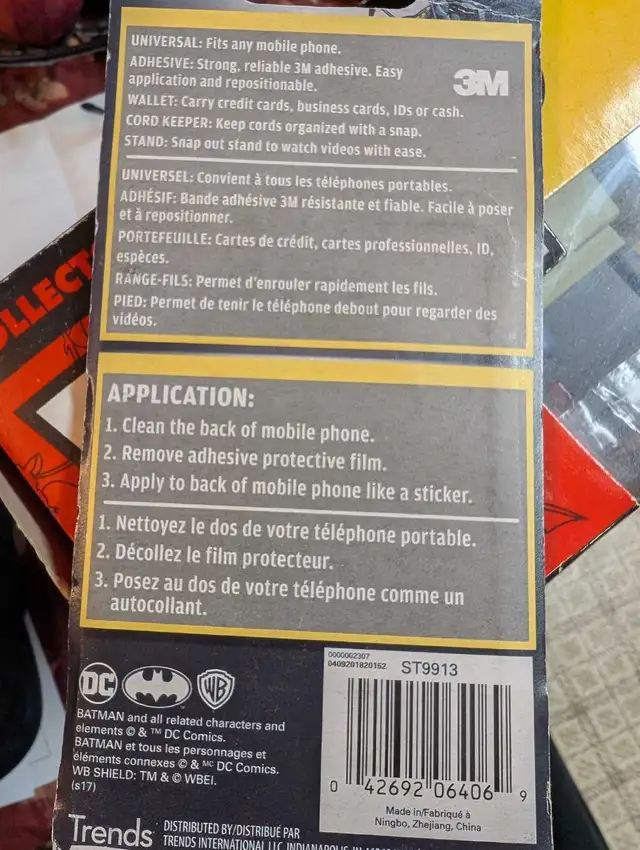 UNIVERSAL: Fits any mobile phone.
ADHESIVE: Strong, reliable 3M adhesive. Easy
application and repositionable.
3M
WALLET: Carry credit cards, business cards, IDs or cash.
CORD KEEPER: Keep cords organized with a snap.
STAND: Snap out stand to watch videos with ease.
UNIVERSEL: Convient à tous les téléphones portables.
ADHÉSIF: Bande adhésive 3M résistante et fiable. Facile à poser
et à repositionner.
PORTEFEUILLE: Cartes de crédit, cartes professionnelles, ID,
espèces.
RANGE-FILS: Permet d'enrouler rapidement les fils.
PIED: Permet de tenir le téléphone debout pour regarder des
vidéos.
APPLICATION:
1. Clean the back of mobile phone.
2. Remove adhesive protective film.
3. Apply to back of mobile phone like a sticker.
1. Nettoyez le dos de votre téléphone portable.
2. Décollez le film protecteur.
3. Posez au dos de votre téléphone comme un
autocollant.
DC
WB
BATMAN and all related characters and
elements © & ™ DC Comics.
BATMAN et tous les personnages et
éléments connexes © & MC DC Comics.
WB SHIELD: TM & © WBEI.
(s17)
0000002307
0409201820152
ST9913
0 42692 06406 9
Made in/Fabriqué à
Ningbo, Zhejiang, China
Trends
DISTRIBUTED BY/DISTRIBUÉ PAR
TRENDS INTERNATIONAL LLC, INDIANAPOLIS, IN